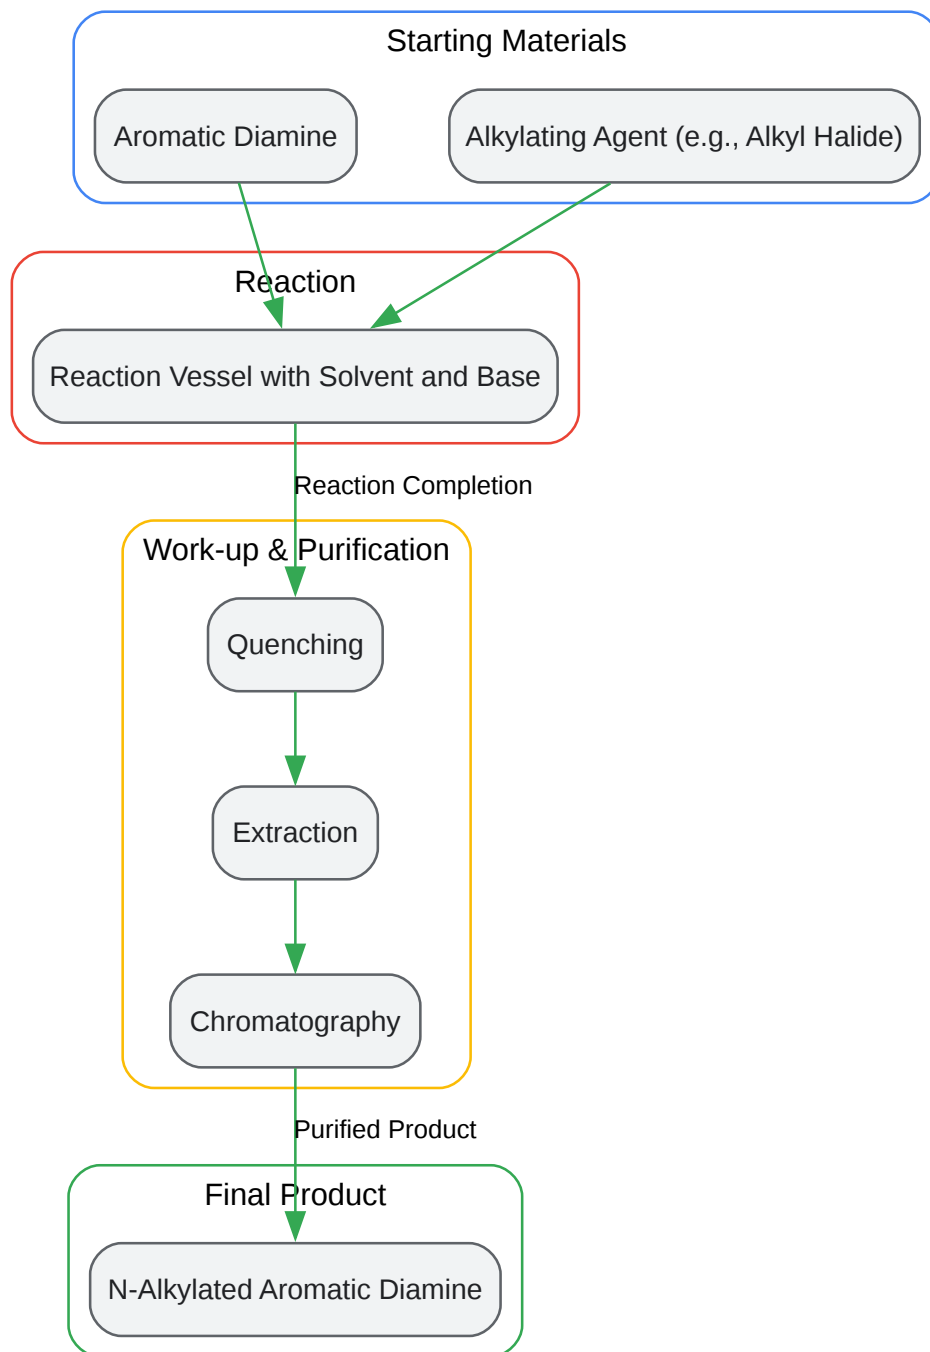 Starting Materials
Aromatic Diamine
Alkylating Agent (e.g., Alkyl Halide)
Reaction
Reaction Vessel with Solvent and Base
Reaction Completion
Work-up & Purification
Quenching
Extraction
Chromatography
Purified Product
Final Product
N-Alkylated Aromatic Diamine